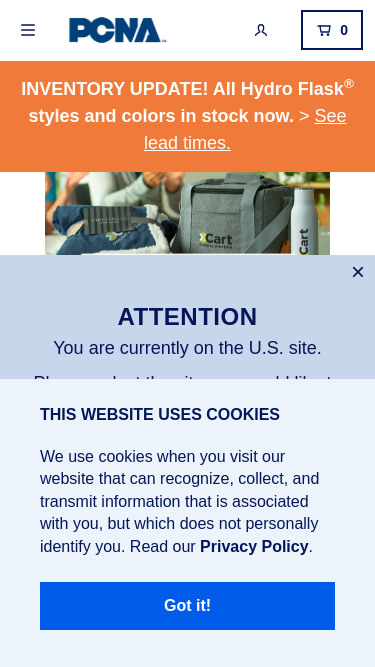 PCNA
0
INVENTORY UPDATE! All Hydro Flask®
styles and colors in stock now. > See
lead times.
Cart
Cart
ATTENTION
You are currently on the U.S. site.
THIS WEBSITE USES COOKIES
We use cookies when you visit our
website that can recognize, collect, and
transmit information that is associated
with you, but which does not personally
identify you. Read our Privacy Policy.
Got it!